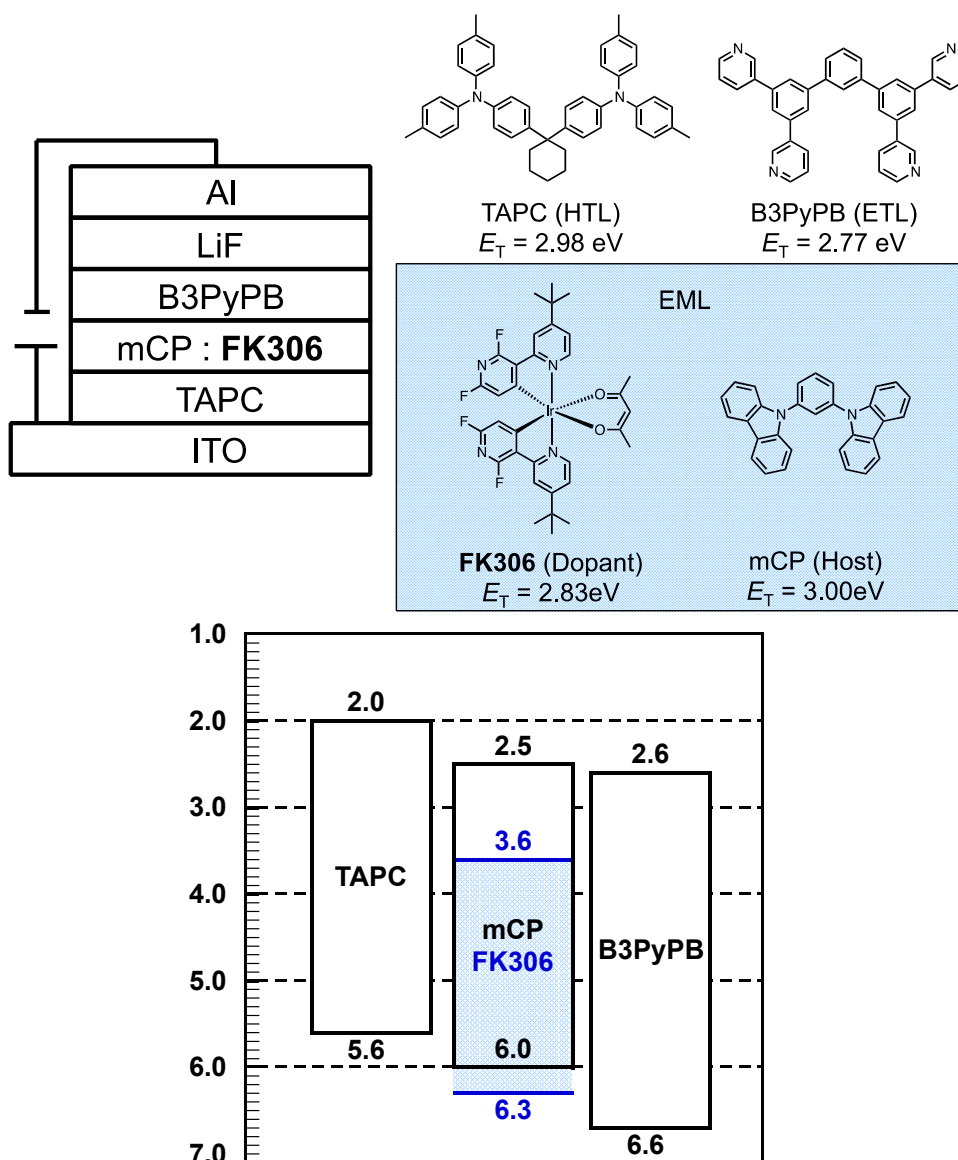 Al
LiF
B3PyPB
mCP : FK306
TAPC
ITO
N
N
TAPC (HTL)
E_T = 2.98 eV
N
N
N
N
B3PyPB (ETL)
E_T = 2.77 eV
EML
F
N
N
F
Ir
O
O
F
N
N
F
FK306 (Dopant)
E_T = 2.83eV
N
N
mCP (Host)
E_T = 3.00eV
1.0
2.0
3.0
4.0
5.0
6.0
7.0
2.0
TAPC
5.6
2.5
3.6
mCP
FK306
6.0
6.3
2.6
B3PyPB
6.6